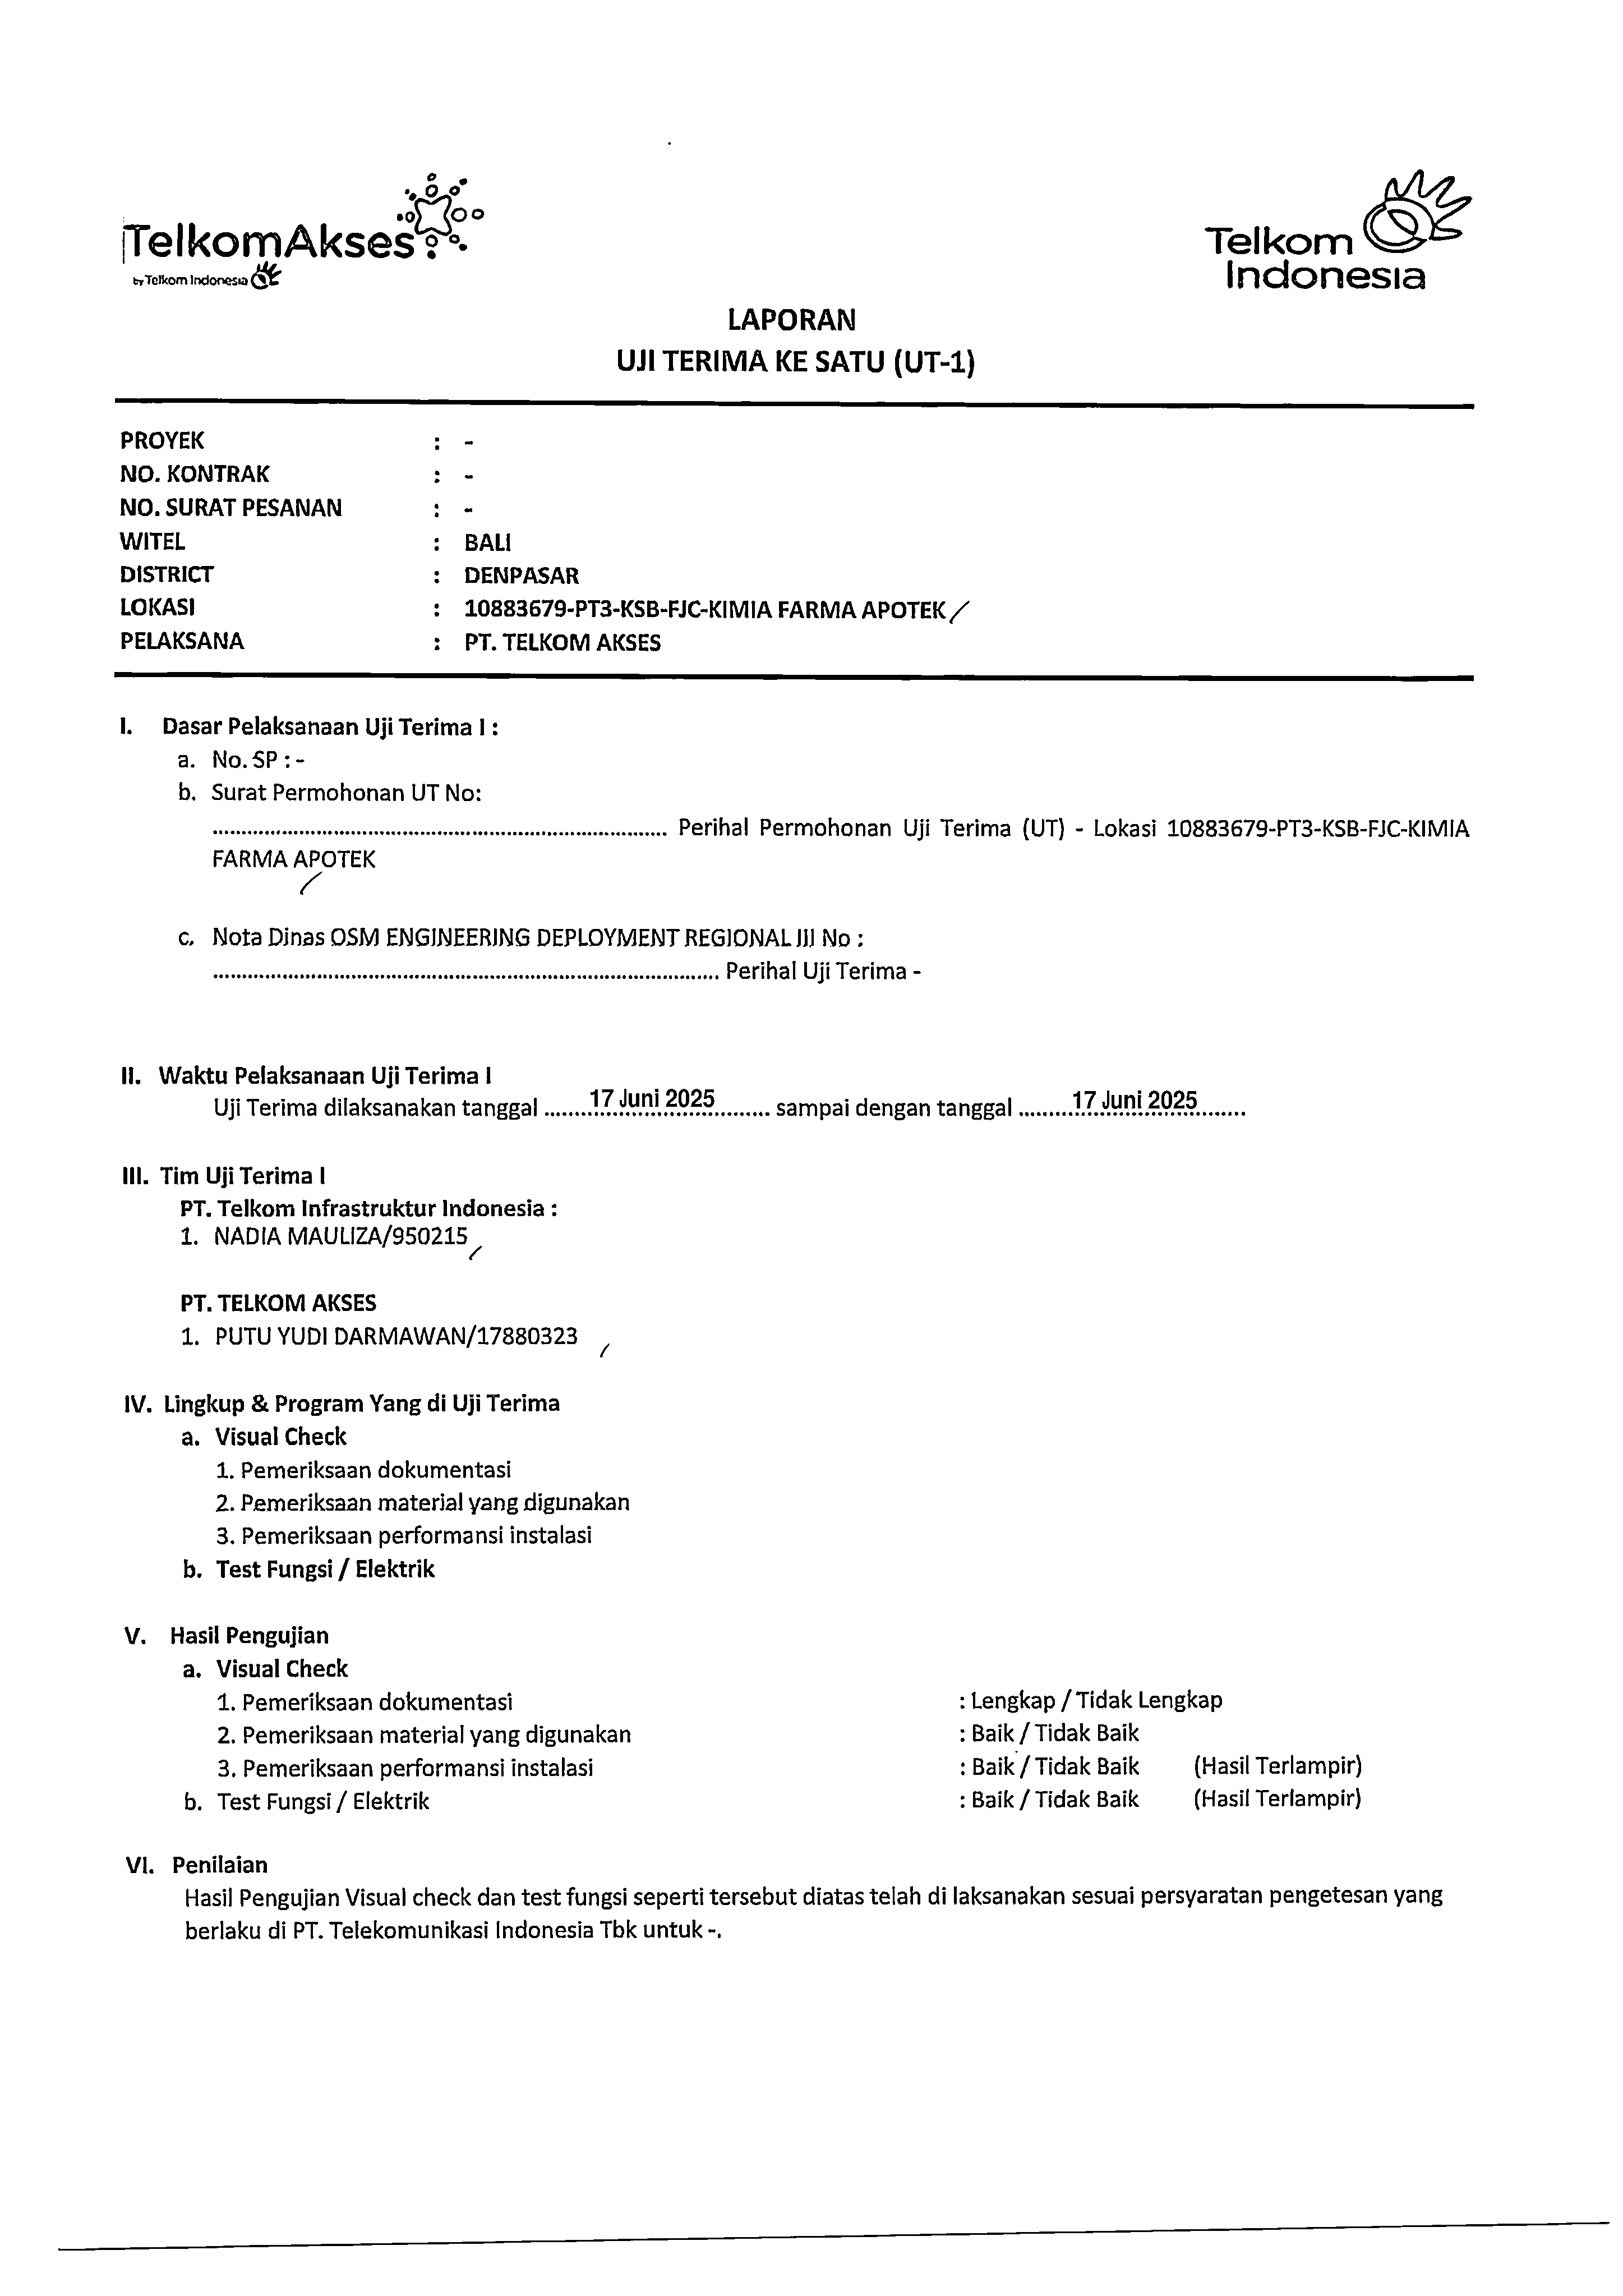 TelkomAkses
by Telkom Indonesia
Telkom
Indonesia
LAPORAN
UJI TERIMA KE SATU (UT-1)
PROYEK : -
NO. KONTRAK : -
NO. SURAT PESANAN : -
WITEL : BALI
DISTRICT : DENPASAR
LOKASI : 10883679-PT3-KSB-FJC-KIMIA FARMA APOTEK
PELAKSANA : PT. TELKOM AKSES
I. Dasar Pelaksanaan Uji Terima I :
a. No. SP : -
b. Surat Permohonan UT No:
............................................................................... Perihal Permohonan Uji Terima (UT) - Lokasi 10883679-PT3-KSB-FJC-KIMIA
FARMA APOTEK
c. Nota Dinas OSM ENGINEERING DEPLOYMENT REGIONAL III No :
........................................................................................ Perihal Uji Terima -
II. Waktu Pelaksanaan Uji Terima I
Uji Terima dilaksanakan tanggal ........17 Juni 2025......... sampai dengan tanggal .........17 Juni 2025........
III. Tim Uji Terima I
PT. Telkom Infrastruktur Indonesia :
1. NADIA MAULIZA/950215
PT. TELKOM AKSES
1. PUTU YUDI DARMAWAN/17880323
IV. Lingkup & Program Yang di Uji Terima
a. Visual Check
1. Pemeriksaan dokumentasi
2. Pemeriksaan material yang digunakan
3. Pemeriksaan performansi instalasi
b. Test Fungsi / Elektrik
V. Hasil Pengujian
a. Visual Check
1. Pemeriksaan dokumentasi : Lengkap / Tidak Lengkap
2. Pemeriksaan material yang digunakan : Baik / Tidak Baik
3. Pemeriksaan performansi instalasi : Baik / Tidak Baik (Hasil Terlampir)
b. Test Fungsi / Elektrik : Baik / Tidak Baik (Hasil Terlampir)
VI. Penilaian
Hasil Pengujian Visual check dan test fungsi seperti tersebut diatas telah di laksanakan sesuai persyaratan pengetesan yang
berlaku di PT. Telekomunikasi Indonesia Tbk untuk -.